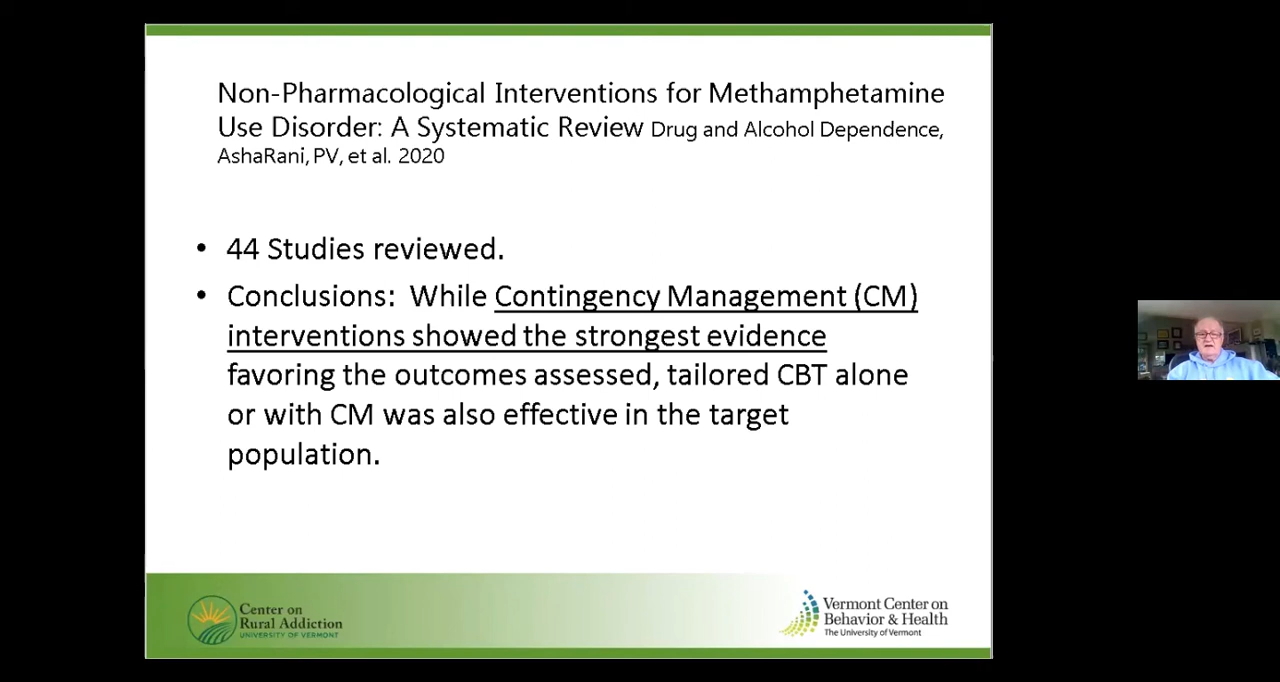 Non-Pharmacological Interventions for Methamphetamine
Use Disorder: A Systematic Review Drug and Alcohol Dependence,
AshaRani, PV, et al. 2020
• 44 Studies reviewed.
• Conclusions: While Contingency Management (CM)
interventions showed the strongest evidence
favoring the outcomes assessed, tailored CBT alone
or with CM was also effective in the target
population.
Center on
Rural Addiction
UNIVERSITY OF VERMONT
Vermont Center on
Behavior & Health
The University of Vermont